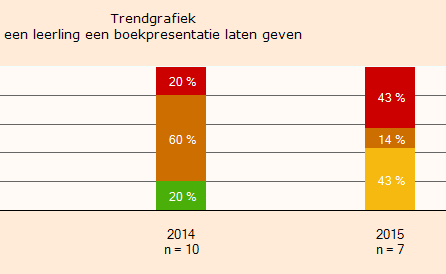 Trendgrafiek
een leerling een boekpresentatie laten geven
20 %
43 %
60 %
14 %
20 %
43 %
2014
2015
n = 10
n = 7